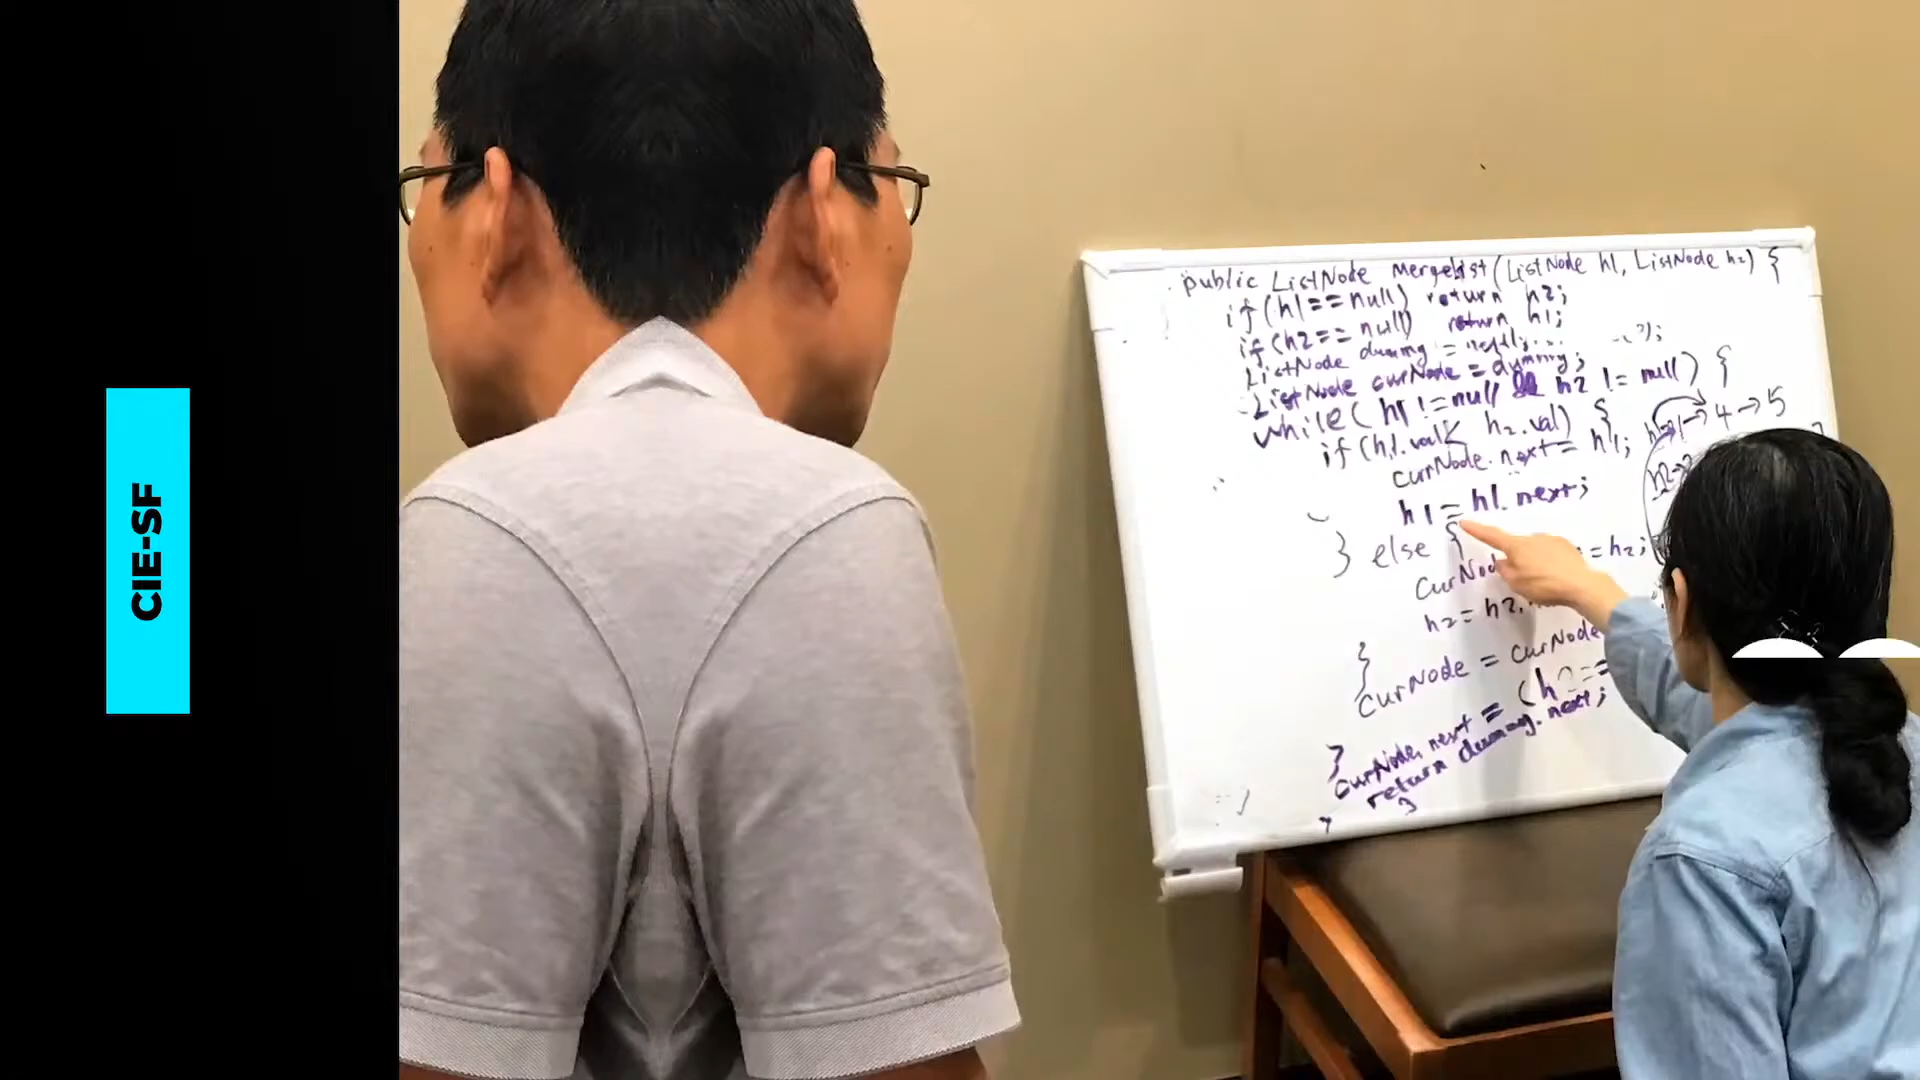 CIE-SF
public ListNode MergeList(ListNode h1, ListNode h2) {
if(h1==null) return h2;
if(h2==null) return h1;
ListNode dummy =
ListNode curNode = dummy;
while(h1!=null && h2!=null) {
if(h1.val< h2.val) {
curNode.next = h1;
h1=h1.next;
} else {
= h2;
h2=
}
curNode = curNode
}
curNode.next = (h2==
return dummy.next;
}
→4→5